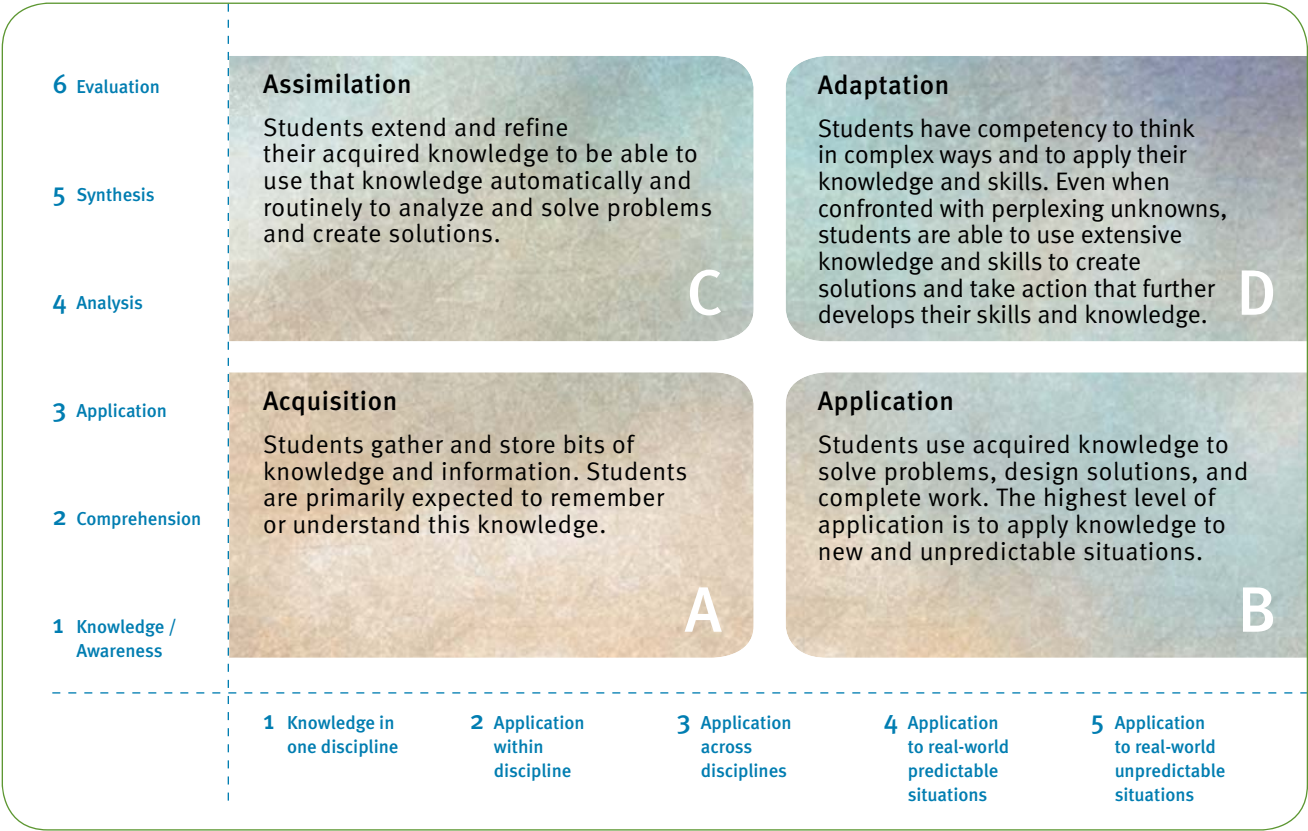 6 Evaluation
5 Synthesis
4 Analysis
3 Application
2 Comprehension
1 Knowledge /
Awareness
Assimilation
Students extend and refine
their acquired knowledge to be able to
use that knowledge automatically and
routinely to analyze and solve problems
and create solutions.
C
Adaptation
Students have competency to think
in complex ways and to apply their
knowledge and skills. Even when
confronted with perplexing unknowns,
students are able to use extensive
knowledge and skills to create
solutions and take action that further
develops their skills and knowledge.
D
Acquisition
Students gather and store bits of
knowledge and information. Students
are primarily expected to remember
or understand this knowledge.
A
Application
Students use acquired knowledge to
solve problems, design solutions, and
complete work. The highest level of
application is to apply knowledge to
new and unpredictable situations.
B
1 Knowledge in
one discipline
2 Application
within
discipline
3 Application
across
disciplines
4 Application
to real-world
predictable
situations
5 Application
to real-world
unpredictable
situations